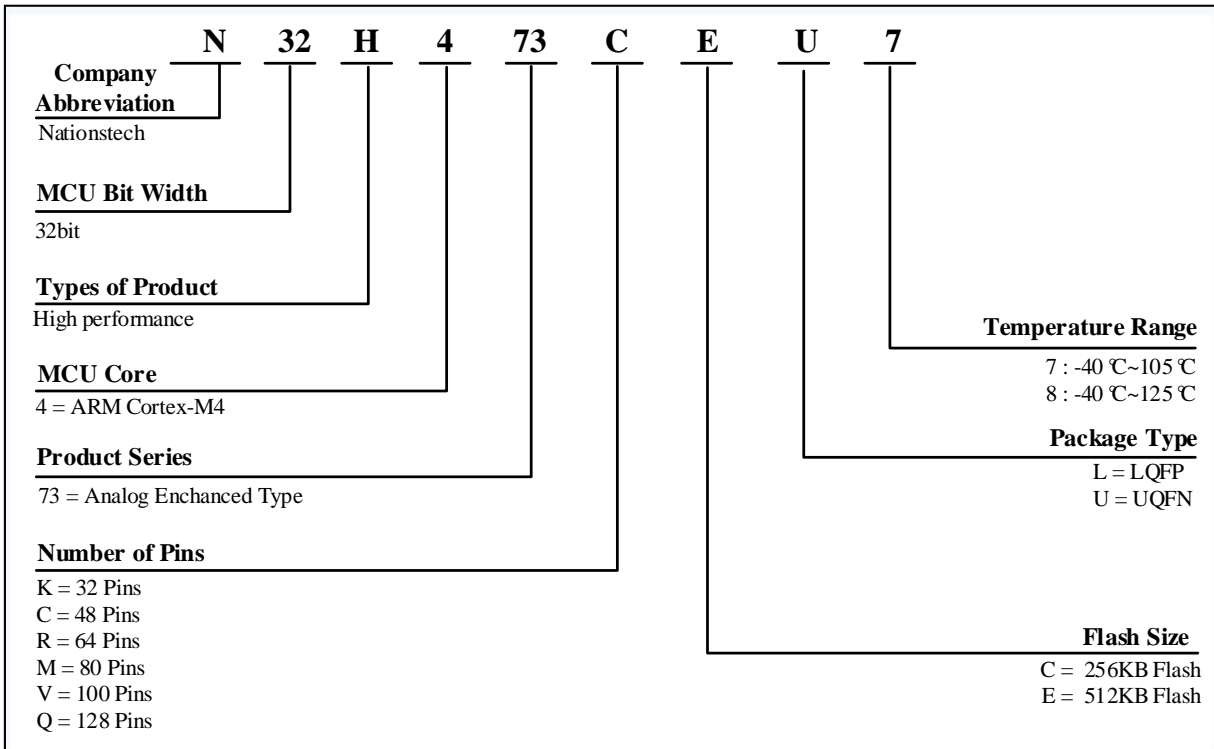 N 32 H 4 73 C E U 7
Company
Abbreviation
Nationstech
MCU Bit Width
32bit
Types of Product
High performance
MCU Core
4 = ARM Cortex-M4
Product Series
73 = Analog Enchanced Type
Number of Pins
K = 32 Pins
C = 48 Pins
R = 64 Pins
M = 80 Pins
V = 100 Pins
Q = 128 Pins
Temperature Range
7 : -40 ℃~105 ℃
8 : -40 ℃~125 ℃
Package Type
L = LQFP
U = UQFN
Flash Size
C = 256KB Flash
E = 512KB Flash